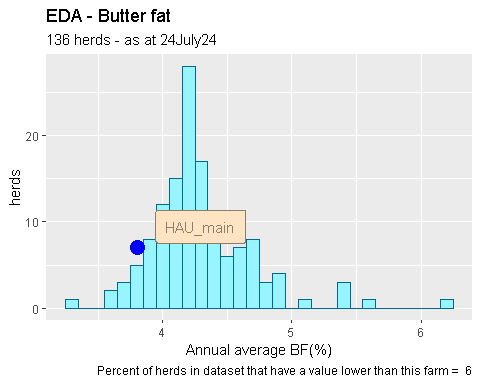 EDA - Butter fat
136 herds - as at 24July24
herds
20
10
0
HAU_main
4 5 6
Annual average BF(%)
Percent of herds in dataset that have a value lower than this farm = 6